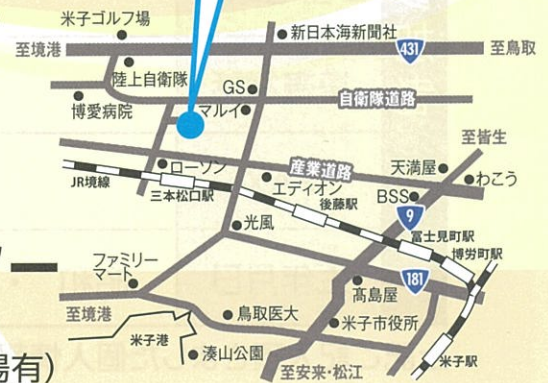 米子ゴルフ場
新日本海新聞社
至境港
431
至鳥取
陸上自衛隊
GS
自衛隊道路
博愛病院
マルイ
至皆生
ローソン
産業道路
天満屋
わこう
JR境線
三本松口駅
エディオン
後藤駅
BSS
9
光風
富士見町駅
博労町駅
ファミリー
マート
181
髙島屋
至境港
鳥取医大
米子市役所
米子港
湊山公園
米子駅
至安来・松江
場有)